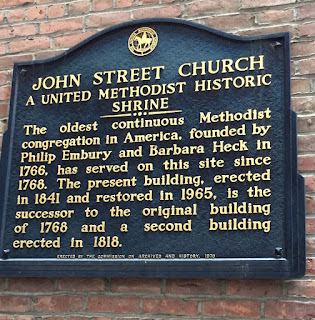 JOHN STREET CHURCH
A UNITED METHODIST HISTORIC
SHRINE
The oldest continuous Methodist
congregation in America, founded by
Philip Embury and Barbara Heck in
1766, has served on this site since
1768. The present building, erected
in 1841 and restored in 1965, is the
successor to the original building
of 1768 and a second building
erected in 1818.
ERECTED BY THE COMMISSION ON ARCHIVES AND HISTORY, 1970